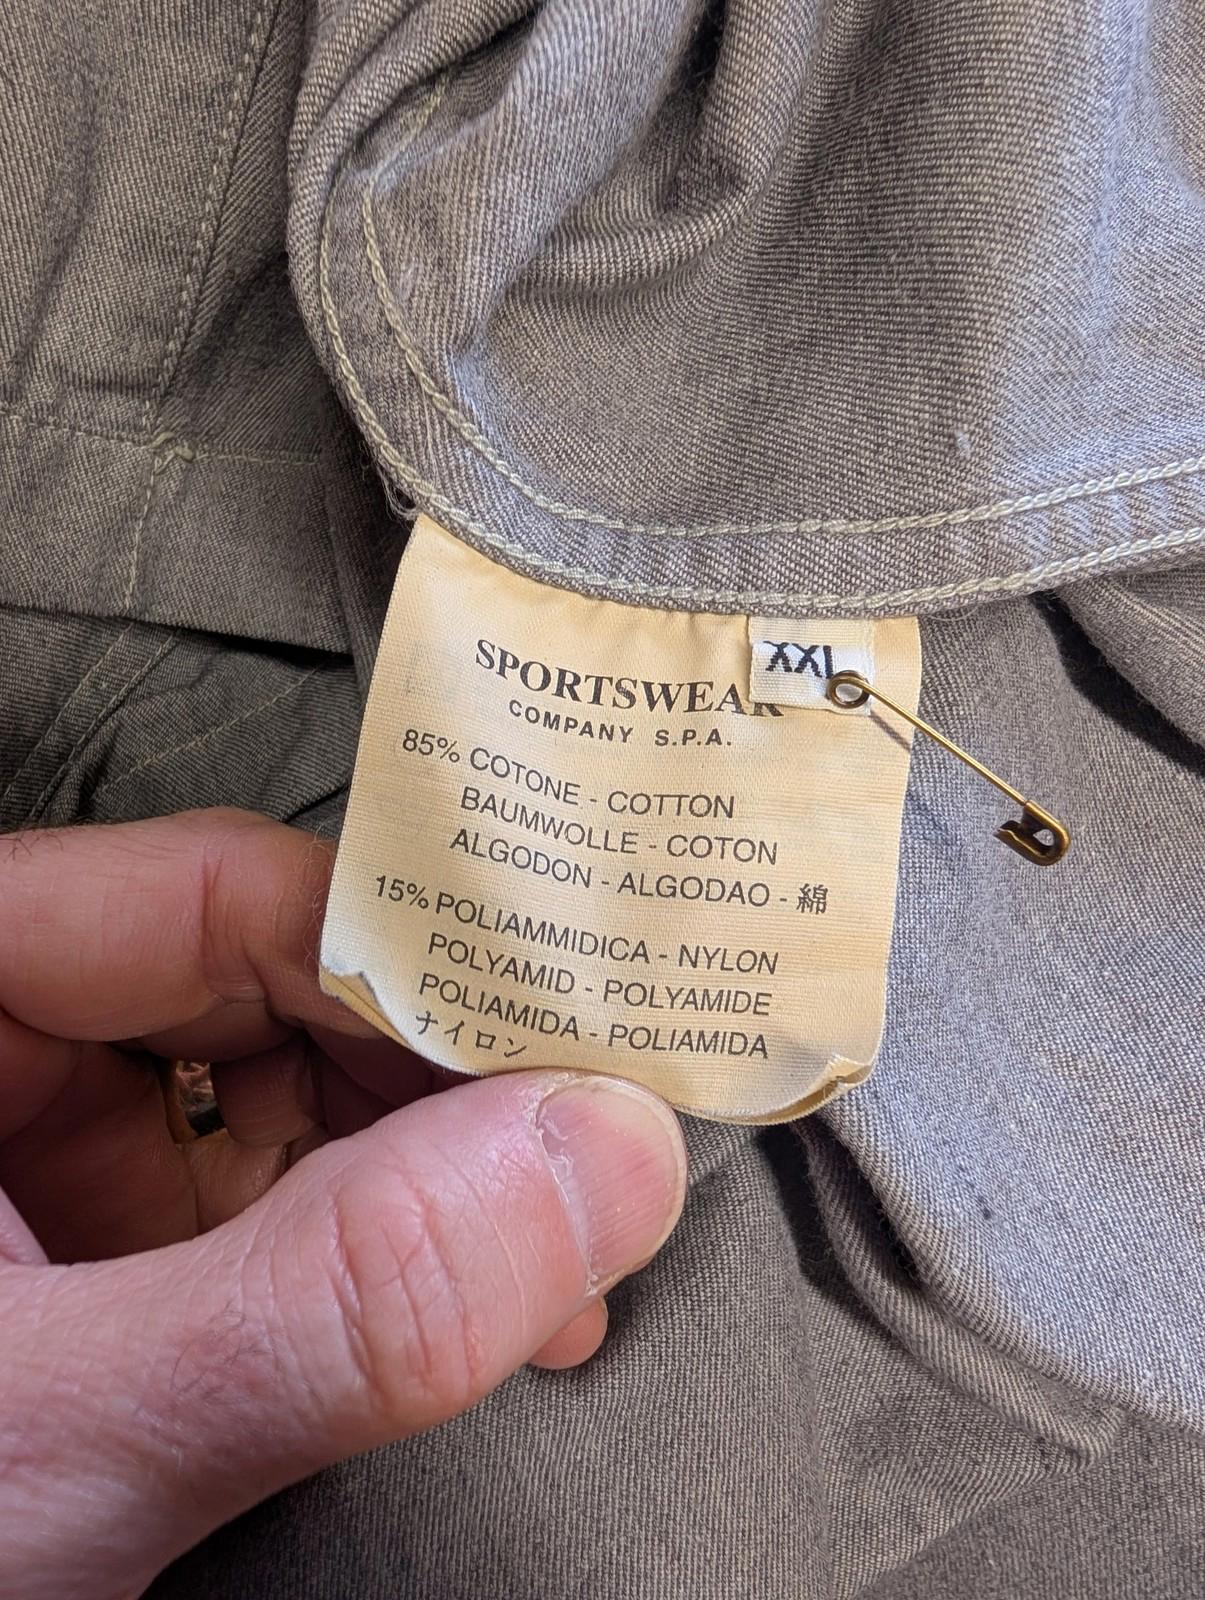 XXL
SPORTSWEAR
COMPANY S.P.A.
85% COTONE - COTTON
BAUMWOLLE - COTON
ALGODON - ALGODAO - 綿
15% POLIAMMIDICA - NYLON
POLYAMID - POLYAMIDE
POLIAMIDA - POLIAMIDA
ナイロン